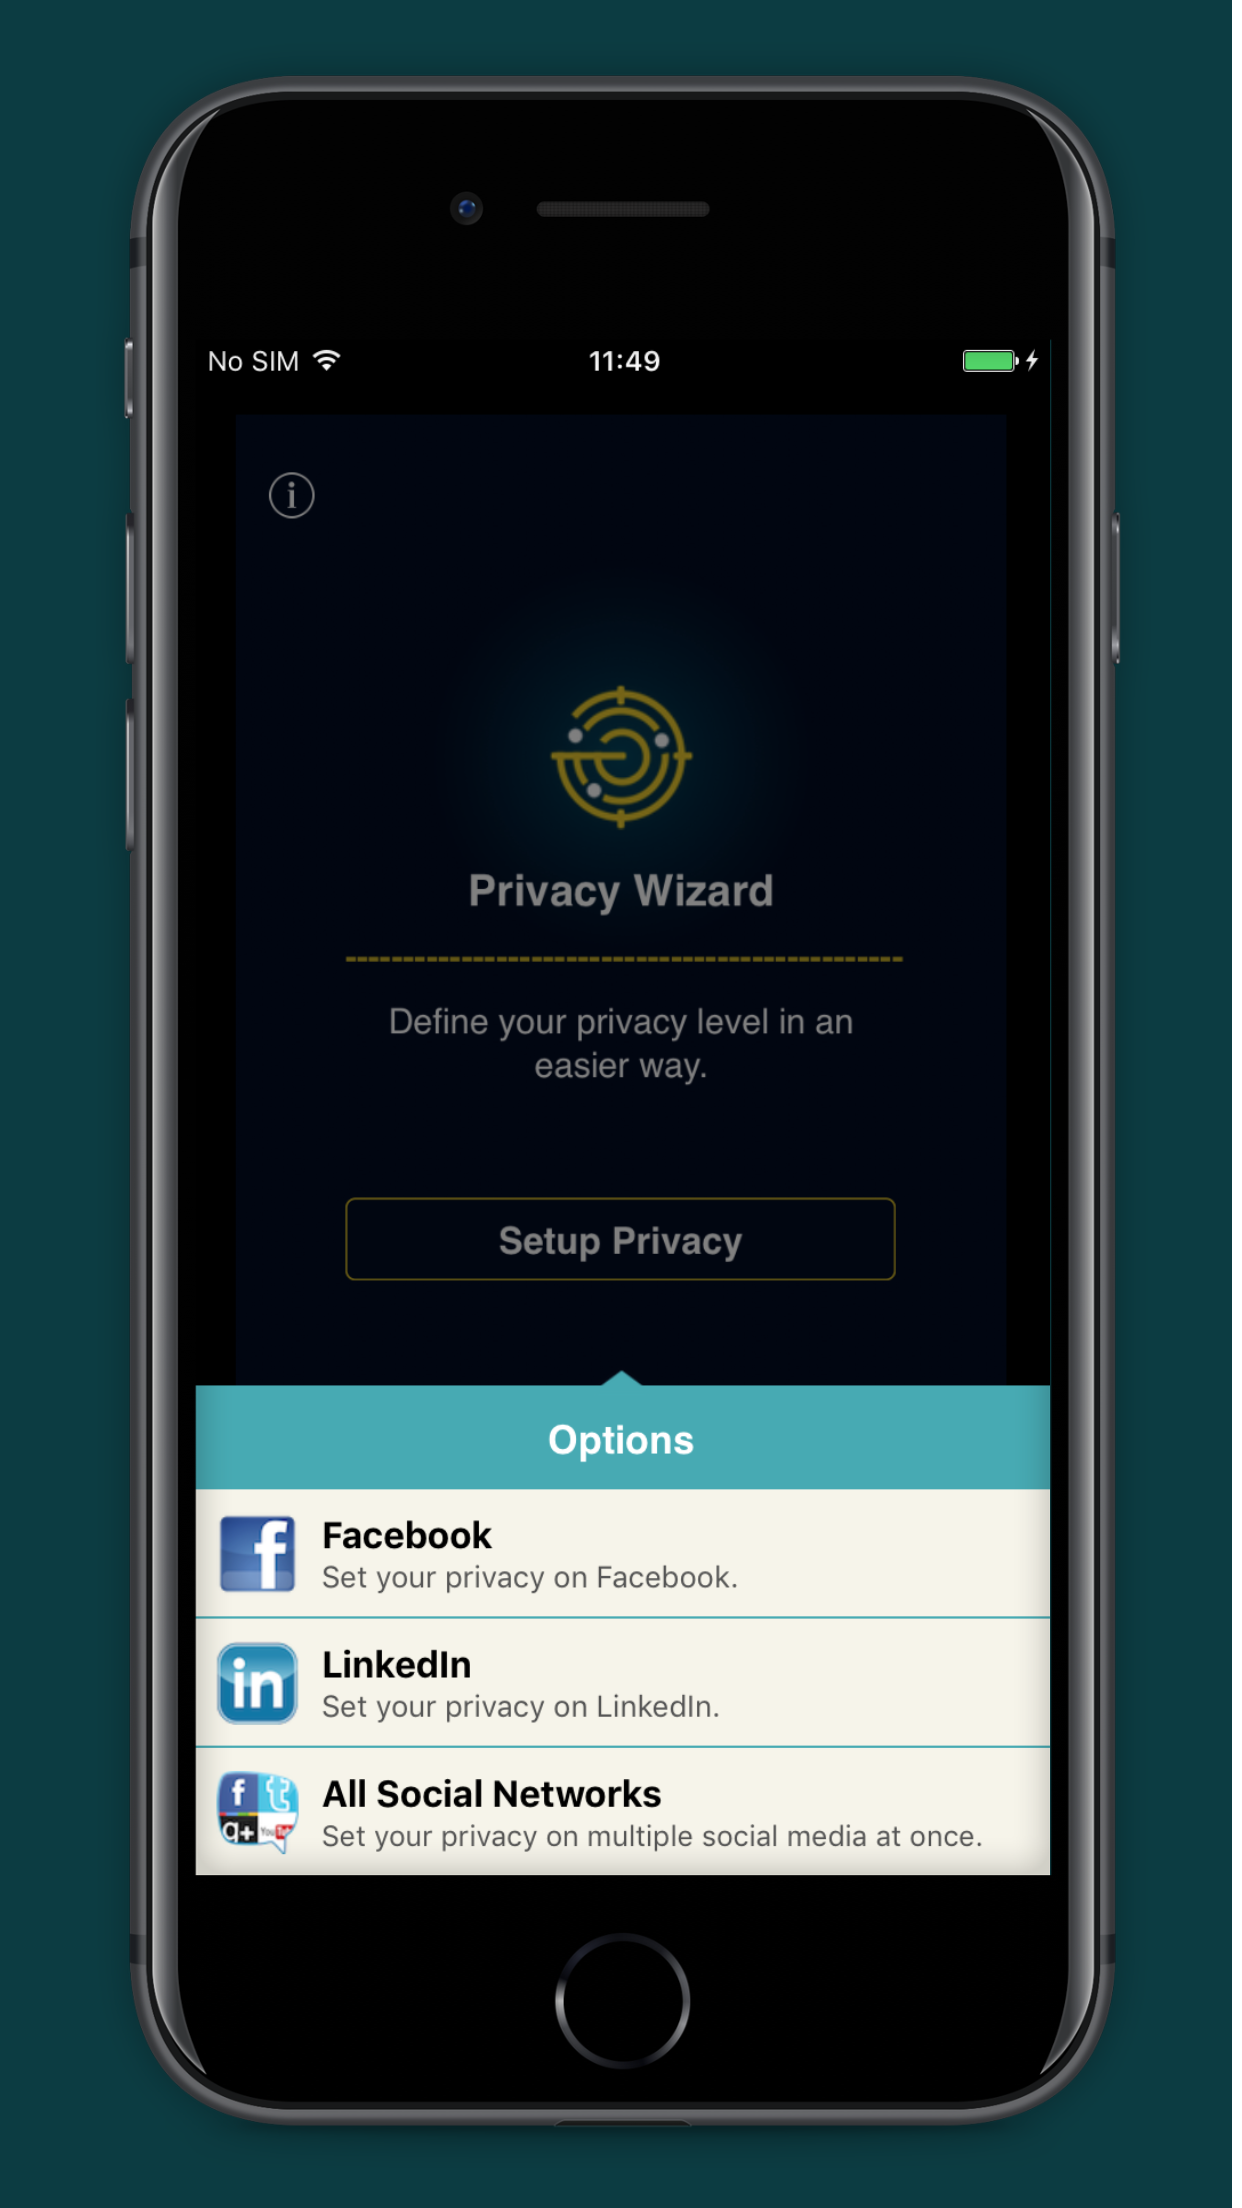 No SIM 11:49
i
Privacy Wizard
Define your privacy level in an
easier way.
Setup Privacy
Options
f
Facebook
Set your privacy on Facebook.
in
LinkedIn
Set your privacy on LinkedIn.
f t
g+ YouTube
All Social Networks
Set your privacy on multiple social media at once.